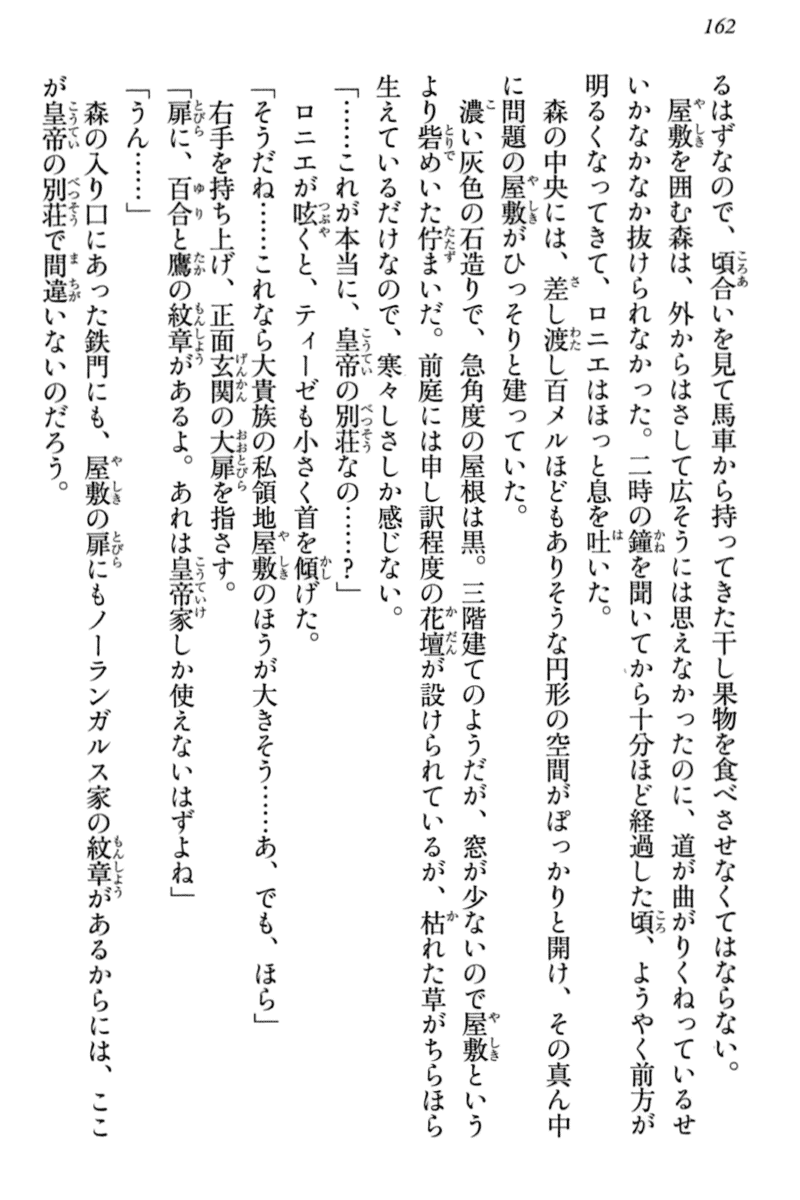 162
るはずなので、頃合いを見て馬車から持ってきた干し果物を食べさせなくてはならない。
屋敷を囲む森は、外からはさして広そうには思えなかったのに、道が曲がりくねっているせ
いかなかなか抜けられなかった。二時の鐘を聞いてから十分ほど経過した頃、ようやく前方が
明るくなってきて、ロニエはほっと息を吐いた。
森の中央には、差し渡し百メルほどもありそうな円形の空間がぽっかりと開け、その真ん中
に問題の屋敷がひっそりと建っていた。
濃い灰色の石造りで、急角度の屋根は黒。三階建てのようだが、窓が少ないので屋敷という
より砦めいた佇まいだ。前庭には申し訳程度の花壇が設けられているが、枯れた草がちらほら
生えているだけなので、寒々しさしか感じない。
「……これが本当に、皇帝の別荘なの……?」
ロニエが呟くと、ティーゼも小さく首を傾げた。
「そうだね……これなら大貴族の私領地屋敷のほうが大きそう……あ、でも、ほら」
右手を持ち上げ、正面玄関の大扉を指さす。
「扉に、百合と鷹の紋章があるよ。あれは皇帝家しか使えないはずよね」
「うん……」
森の入り口にあった鉄門にも、屋敷の扉にもノーランガルス家の紋章があるからには、ここ
が皇帝の別荘で間違いないのだろう。